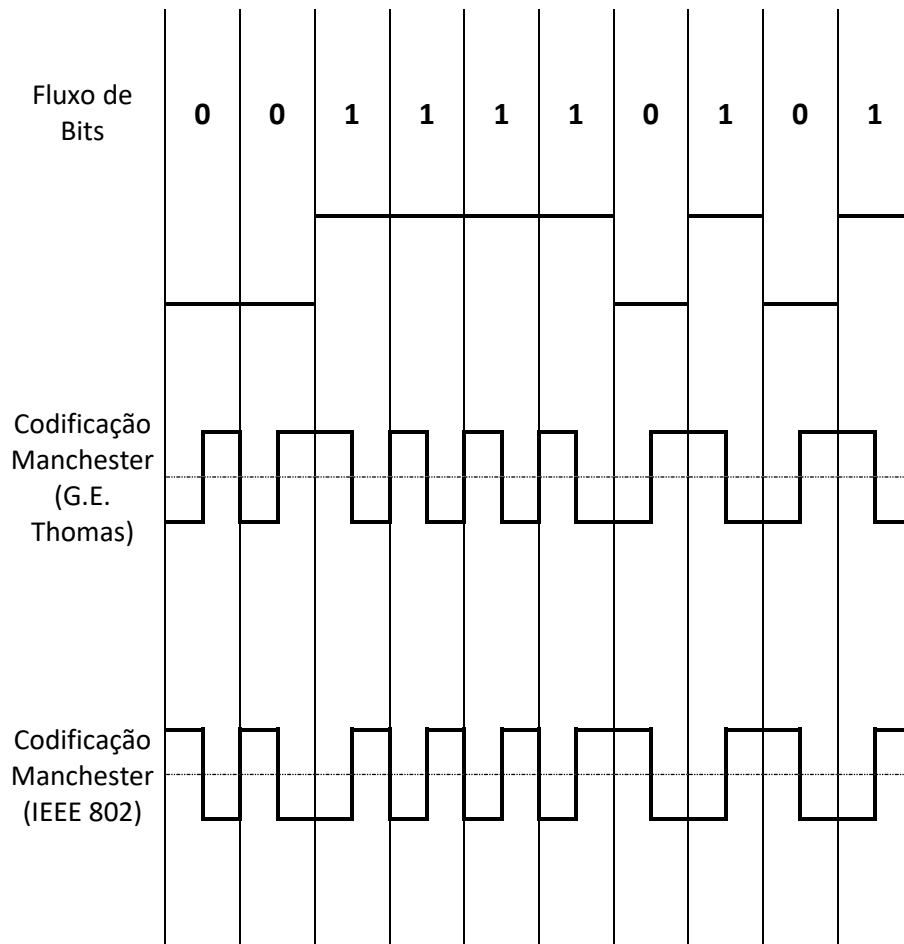 Fluxo de
Bits
0 0 1 1 1 1 0 1 0 1
Codificação
Manchester
(G.E.
Thomas)
Codificação
Manchester
(IEEE 802)